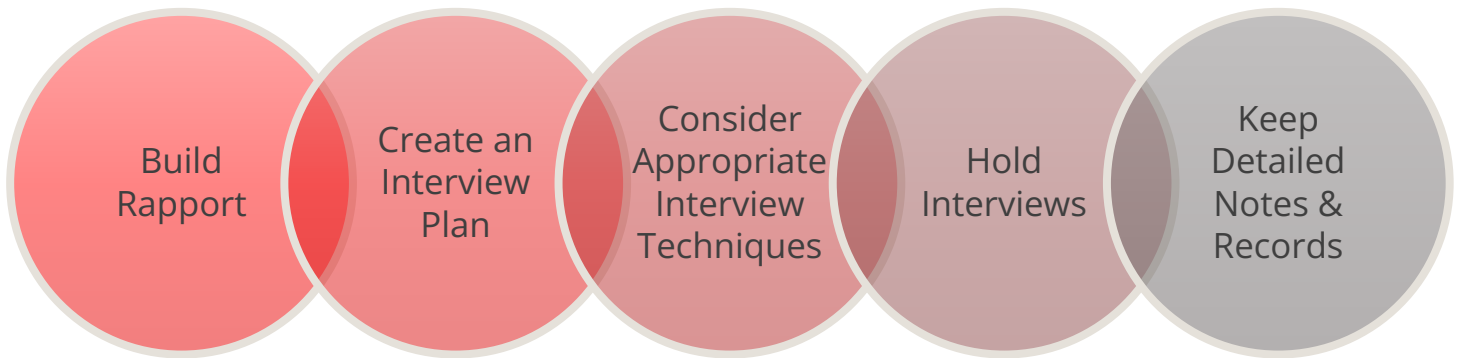 Build
Rapport
Create an
Interview
Plan
Consider
Appropriate
Interview
Techniques
Hold
Interviews
Keep
Detailed
Notes &
Records